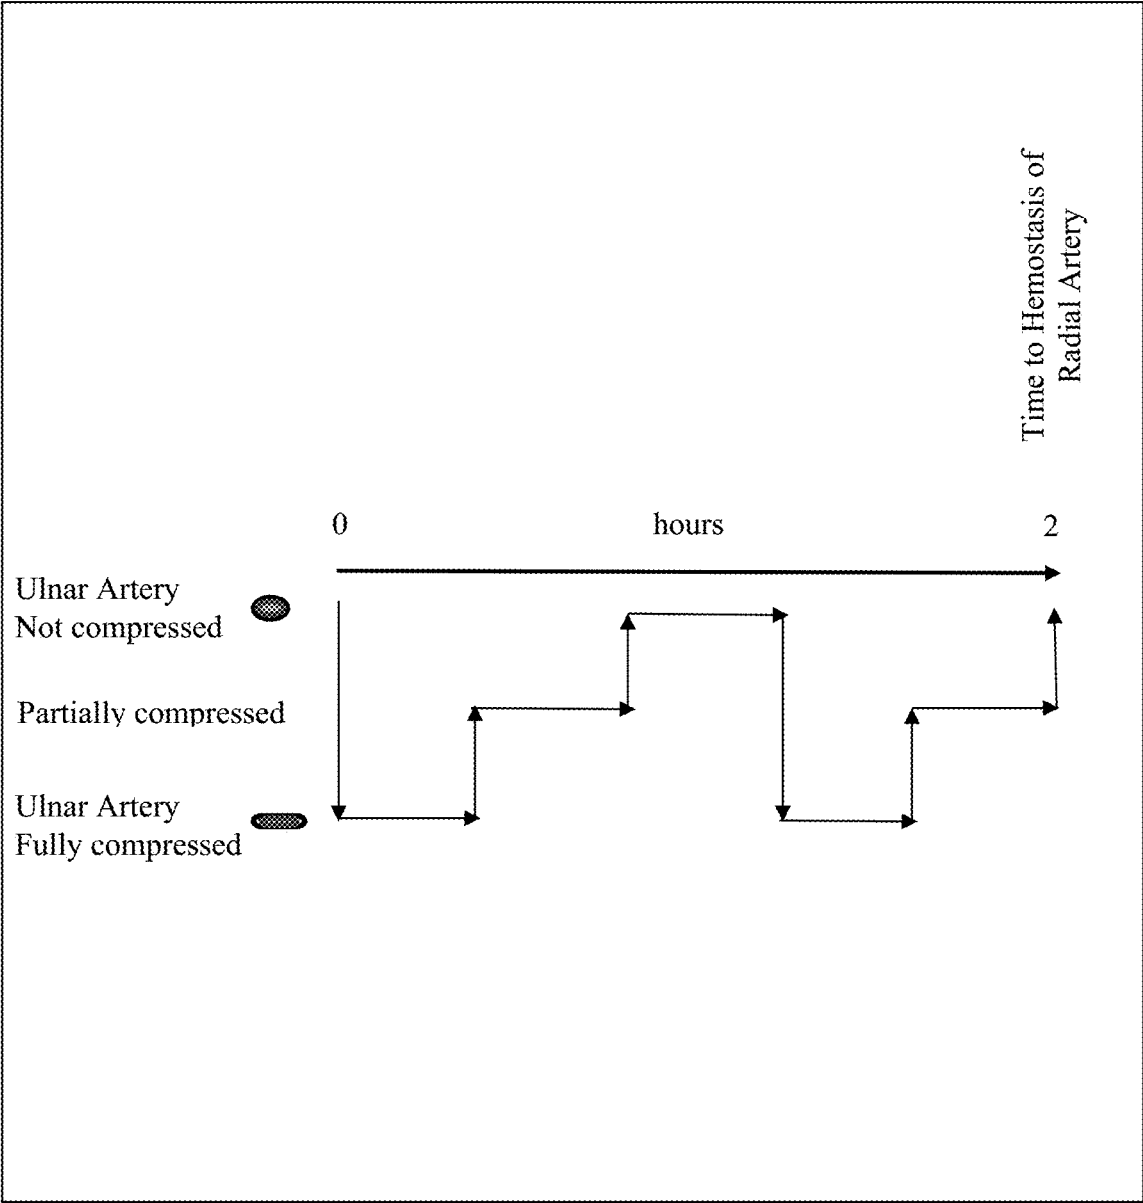 Time to Hemostasis of
Radial Artery
0 hours 2
Ulnar Artery
Not compressed
Partially compressed
Ulnar Artery
Fully compressed